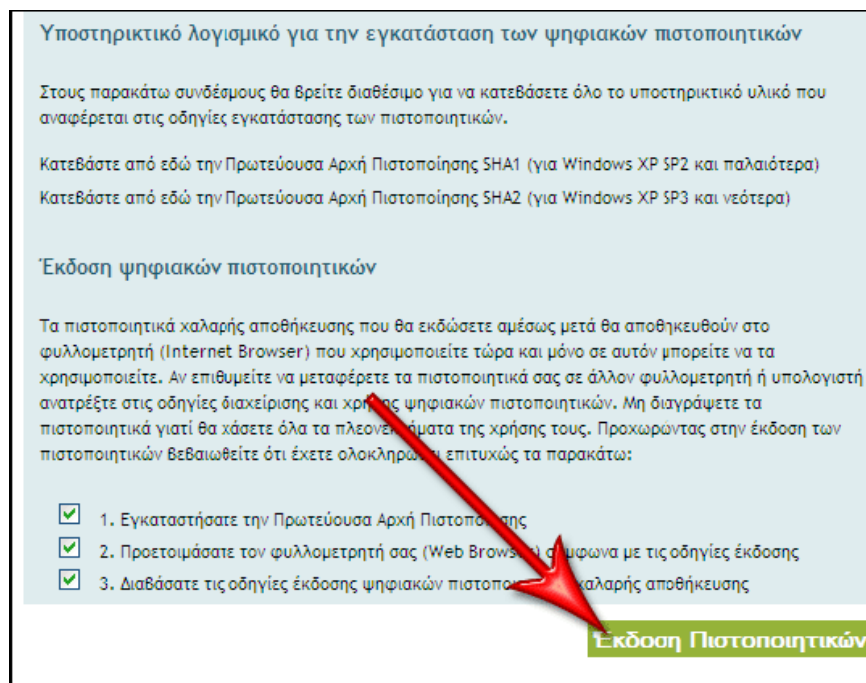 Υποστηρικτικό λογισμικό για την εγκατάσταση των ψηφιακών πιστοποιητικών
Στους παρακάτω συνδέσμους θα βρείτε διαθέσιμο για να κατεβάσετε όλο το υποστηρικτικό υλικό που
αναφέρεται στις οδηγίες εγκατάστασης των πιστοποιητικών.
Κατεβάστε από εδώ την Πρωτεύουσα Αρχή Πιστοποίησης SHA1 (για Windows XP SP2 και παλαιότερα)
Κατεβάστε από εδώ την Πρωτεύουσα Αρχή Πιστοποίησης SHA2 (για Windows XP SP3 και νεότερα)
Έκδοση ψηφιακών πιστοποιητικών
Τα πιστοποιητικά χαλαρής αποθήκευσης που θα εκδώσετε αμέσως μετά θα αποθηκευθούν στο
φυλλομετρητή (Internet Browser) που χρησιμοποιείτε τώρα και μόνο σε αυτόν μπορείτε να τα
χρησιμοποιείτε. Αν επιθυμείτε να μεταφέρετε τα πιστοποιητικά σας σε άλλον φυλλομετρητή ή υπολογιστή
ανατρέξτε στις οδηγίες διαχείρισης και χρήσης ψηφιακών πιστοποιητικών. Μη διαγράψετε τα
πιστοποιητικά γιατί θα χάσετε όλα τα πλεονεκτήματα της χρήσης τους. Προχωρώντας στην έκδοση των
πιστοποιητικών βεβαιωθείτε ότι έχετε ολοκληρώσει επιτυχώς τα παρακάτω:
1. Εγκαταστήσατε την Πρωτεύουσα Αρχή Πιστοποίησης
2. Προετοιμάσατε τον φυλλομετρητή σας (Web Browser) σύμφωνα με τις οδηγίες έκδοσης
3. Διαβάσατε τις οδηγίες έκδοσης ψηφιακών χαλαρής αποθήκευσης
Έκδοση Πιστοποιητικών